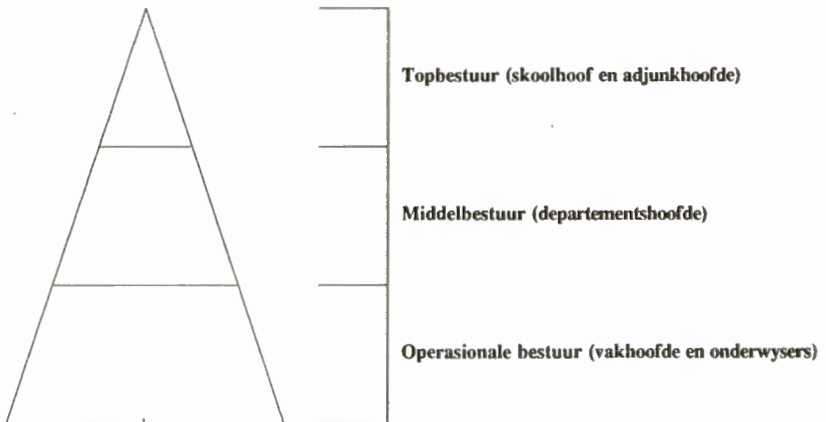 Topbestuur (skoolhoof en adjunkhoofde)
Middelbestuur (departementshoofde)
Operasionale bestuur (vakhoofde en onderwysers)